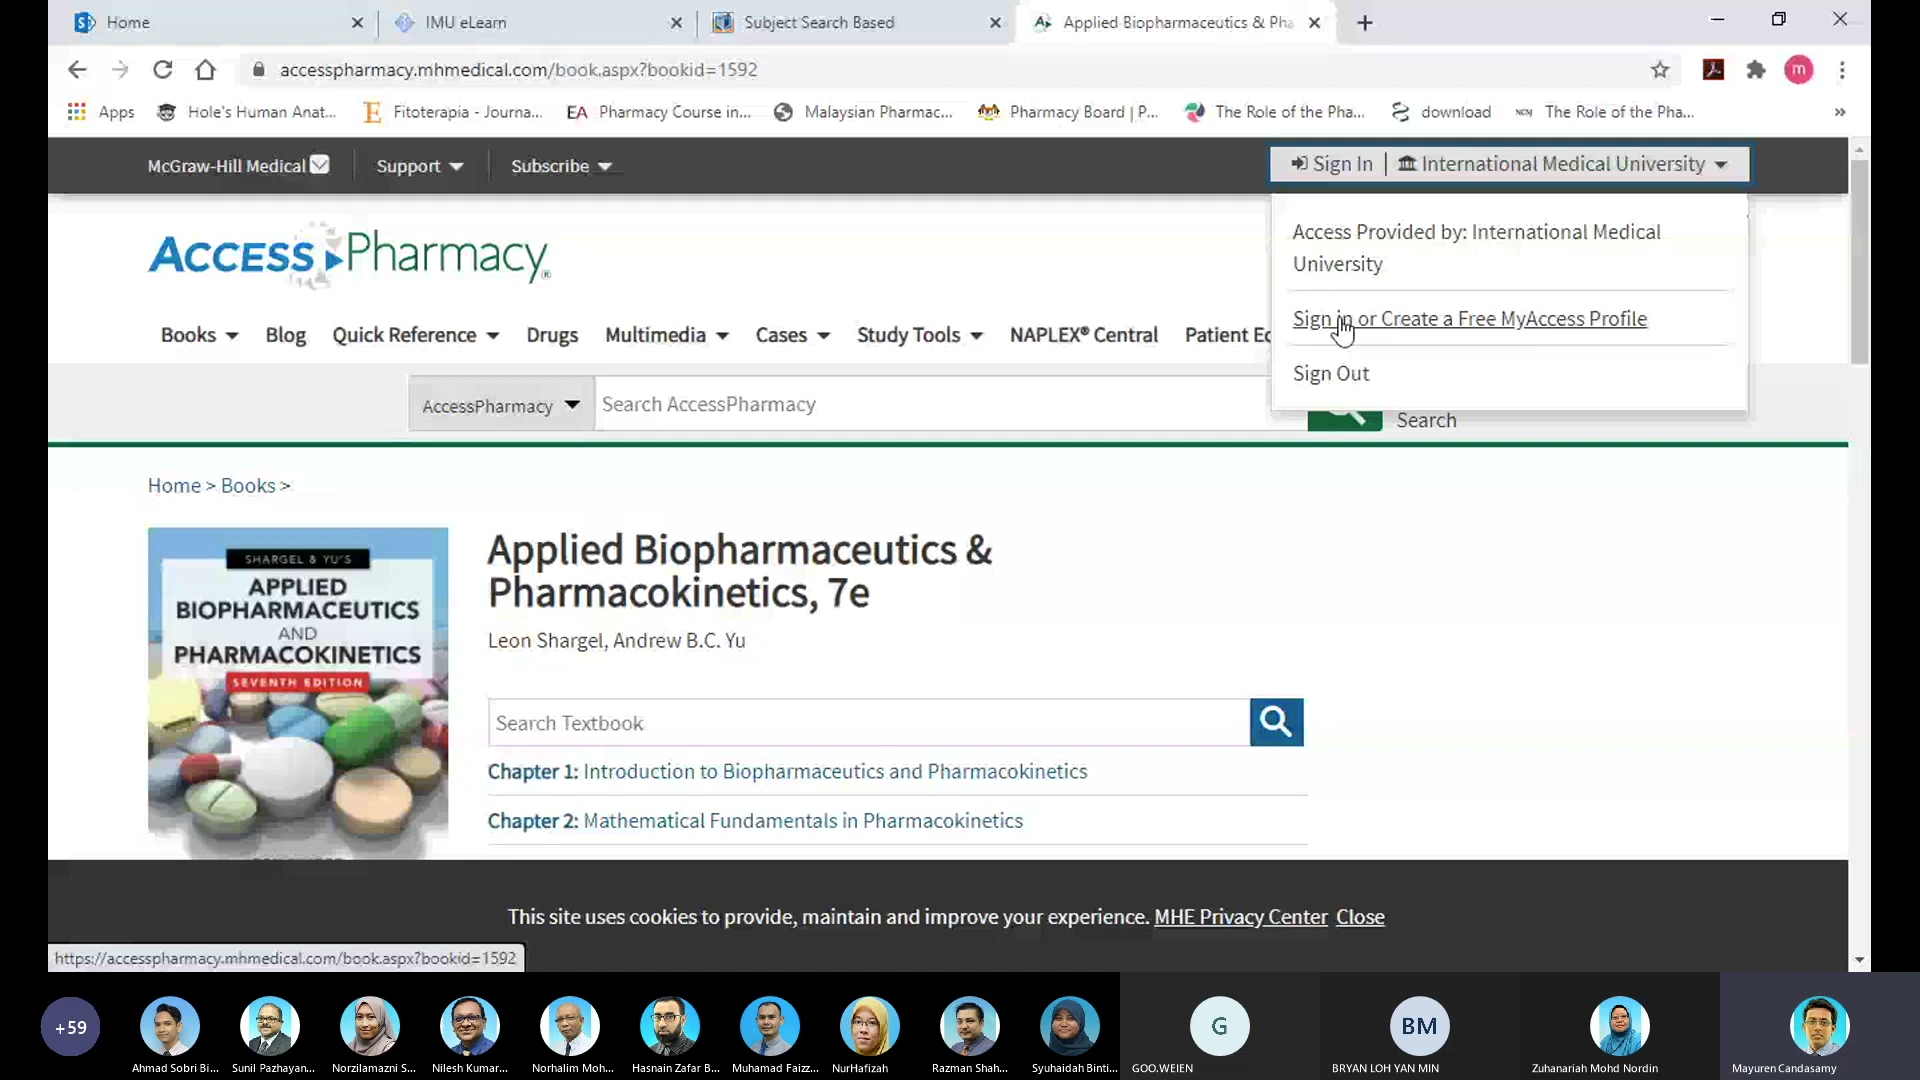 Home
IMU eLearn
Subject Search Based
Applied Biopharmaceutics & Pha
accesspharmacy.mhmedical.com/book.aspx?bookid=1592
m
Apps
Hole's Human Anat...
Fitoterapia - Journa...
EA Pharmacy Course in...
Malaysian Pharmac...
Pharmacy Board | P...
The Role of the Pha...
download
The Role of the Pha...
McGraw-Hill Medical
Support
Subscribe
Sign In | International Medical University
Access Provided by: International Medical
University
Sign in or Create a Free MyAccess Profile
Sign Out
ACCESS Pharmacy®
Books
Blog
Quick Reference
Drugs
Multimedia
Cases
Study Tools
NAPLEX® Central
Patient Ed
AccessPharmacy
Search AccessPharmacy
Search
Home > Books >
SHARGEL & YU'S
APPLIED
BIOPHARMACEUTICS
AND
PHARMACOKINETICS
SEVENTH EDITION
Applied Biopharmaceutics &
Pharmacokinetics, 7e
Leon Shargel, Andrew B.C. Yu
Search Textbook
Chapter 1: Introduction to Biopharmaceutics and Pharmacokinetics
Chapter 2: Mathematical Fundamentals in Pharmacokinetics
This site uses cookies to provide, maintain and improve your experience. MHE Privacy Center Close
https://accesspharmacy.mhmedical.com/book.aspx?bookid=1592
+59
G
BM
Ahmad Sobri Bi...
Sunil Pazhayan...
Norzilamazni S...
Nilesh Kumar...
Norhalim Moh...
Hasnain Zafar B...
Muhamad Faizz...
NurHafizah
Razman Shah...
Syuhaidah Binti...
GOO.WEIEN
BRYAN LOH YAN MIN
Zuhanariah Mohd Nordin
Mayuren Candasamy